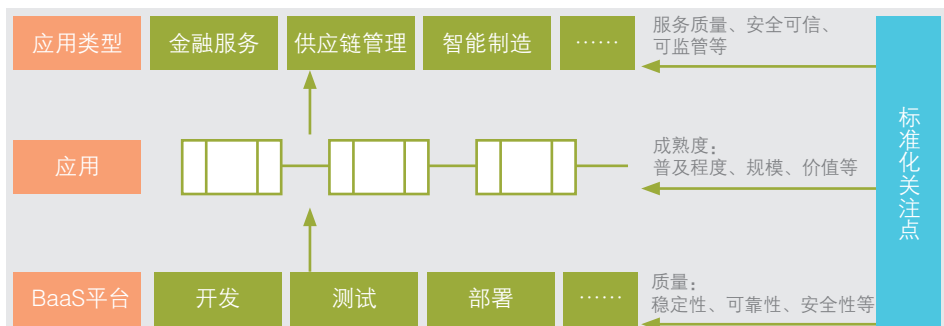 应用类型
金融服务
供应链管理
智能制造
……
服务质量、安全可信、
可监管等
应用
成熟度：
普及程度、规模、价值等
BaaS平台
开发
测试
部署
……
质量：
稳定性、可靠性、安全性等
标准化关注点